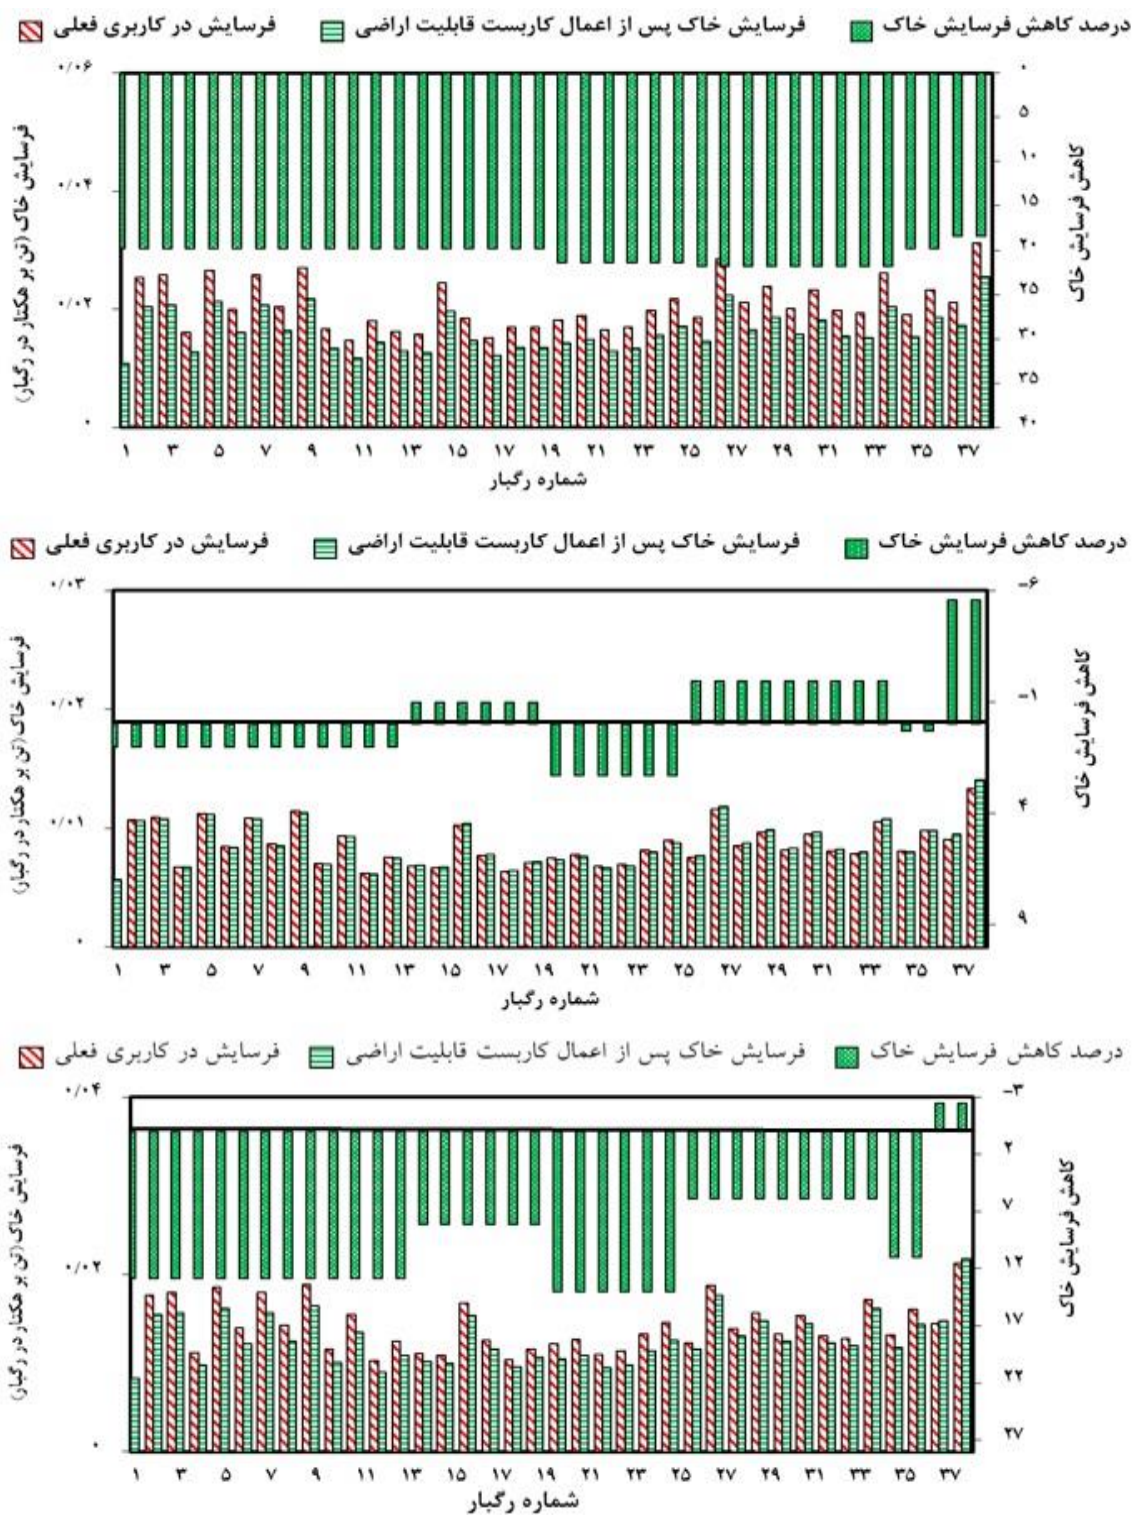 درصد کاهش فرسایش خاک فرسایش خاک پس از اعمال کاربست قابلیت اراضی فرسایش در کاربری فعلی
فرسایش خاک (تن بر هکتار در رگبار)
۰/۰۶
۰/۰۴
۰/۰۲
۰
کاهش فرسایش خاک
۰
۵
۱۰
۱۵
۲۰
۲۵
۳۰
۳۵
۴۰
۱ ۳ ۵ ۷ ۹ ۱۱ ۱۳ ۱۵ ۱۷ ۱۹ ۲۱ ۲۳ ۲۵ ۲۷ ۲۹ ۳۱ ۳۳ ۳۵ ۳۷
شماره رگبار
درصد کاهش فرسایش خاک فرسایش خاک پس از اعمال کاربست قابلیت اراضی فرسایش در کاربری فعلی
فرسایش خاک (تن بر هکتار در رگبار)
۰/۰۳
۰/۰۲
۰/۰۱
۰
کاهش فرسایش خاک
−۶
−۱
۴
۹
۱ ۳ ۵ ۷ ۹ ۱۱ ۱۳ ۱۵ ۱۷ ۱۹ ۲۱ ۲۳ ۲۵ ۲۷ ۲۹ ۳۱ ۳۳ ۳۵ ۳۷
شماره رگبار
درصد کاهش فرسایش خاک فرسایش خاک پس از اعمال کاربست قابلیت اراضی فرسایش در کاربری فعلی
فرسایش خاک (تن بر هکتار در رگبار)
۰/۰۴
۰/۰۲
۰
کاهش فرسایش خاک
−۳
۲
۷
۱۲
۱۷
۲۲
۲۷
۱ ۳ ۵ ۷ ۹ ۱۱ ۱۳ ۱۵ ۱۷ ۱۹ ۲۱ ۲۳ ۲۵ ۲۷ ۲۹ ۳۱ ۳۳ ۳۵ ۳۷
شماره رگبار